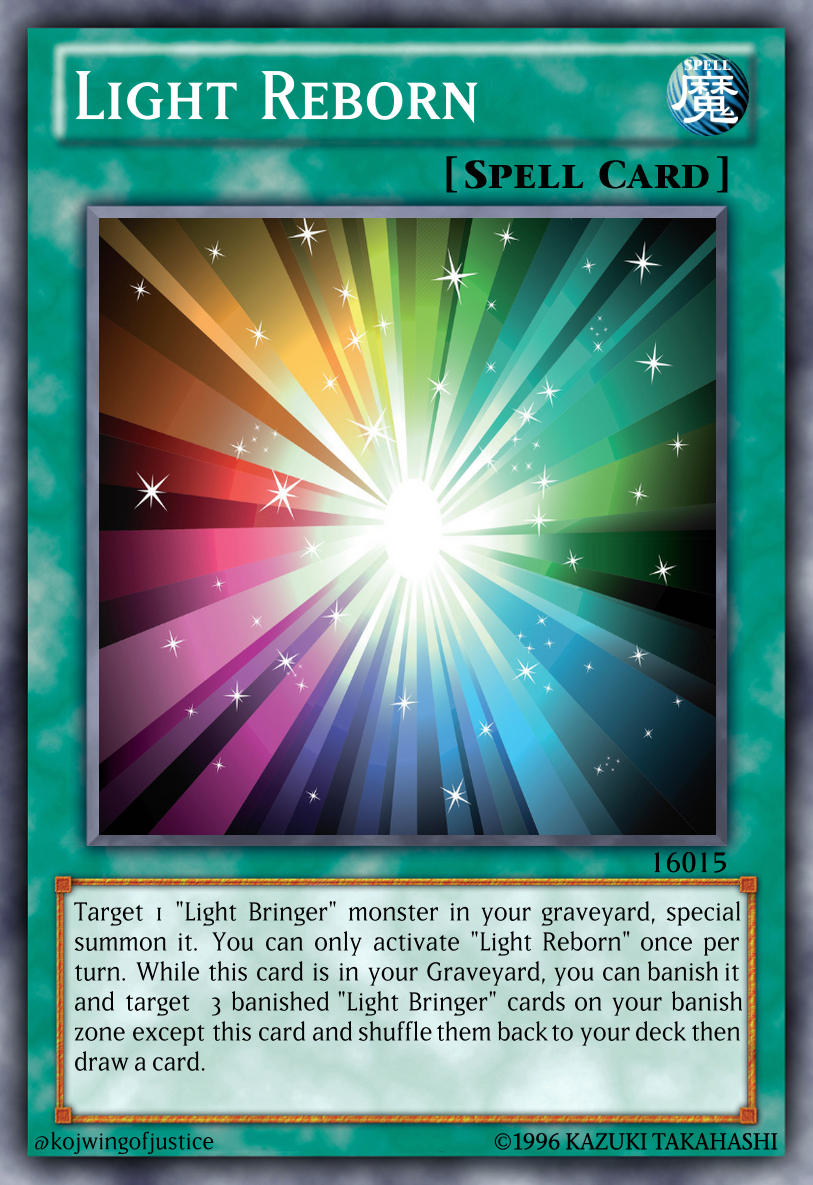 Light Reborn
SPELL
魔
[Spell Card]
16015
Target 1 "Light Bringer" monster in your graveyard, special
summon it. You can only activate "Light Reborn" once per
turn. While this card is in your Graveyard, you can banish it
and target 3 banished "Light Bringer" cards on your banish
zone except this card and shuffle them back to your deck then
draw a card.
@kojwingofjustice
©1996 KAZUKI TAKAHASHI